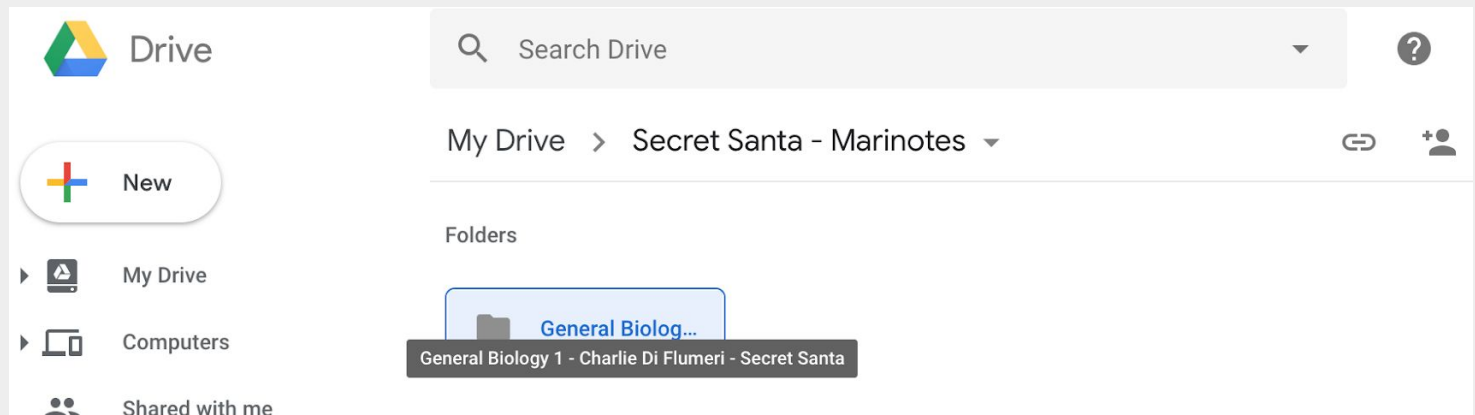 Drive
Search Drive
My Drive > Secret Santa - Marinotes
New
Folders
My Drive
General Biolog...
General Biology 1 - Charlie Di Flumeri - Secret Santa
Computers
Shared with me